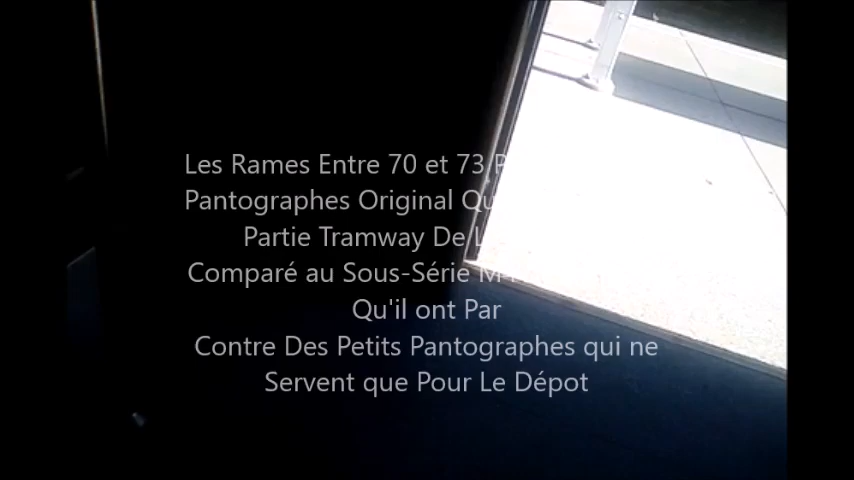 Les Rames Entre 70 et 73
Pantographes Original
Partie Tramway De
Comparé au Sous-Série
Qu'il ont Par
Contre Des Petits Pantographes qui ne
Servent que Pour Le Dépot